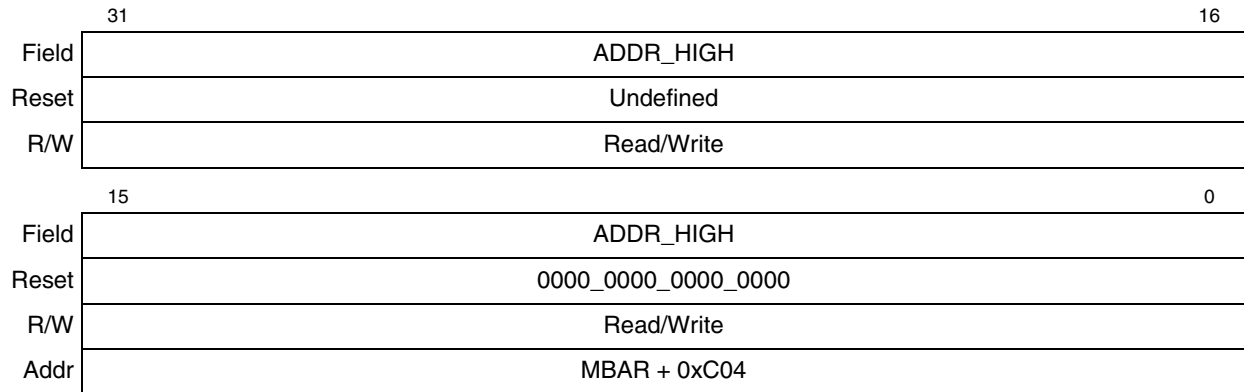 31 16
Field ADDR_HIGH
Reset Undefined
R/W Read/Write
15 0
Field ADDR_HIGH
Reset 0000_0000_0000_0000
R/W Read/Write
Addr MBAR + 0xC04